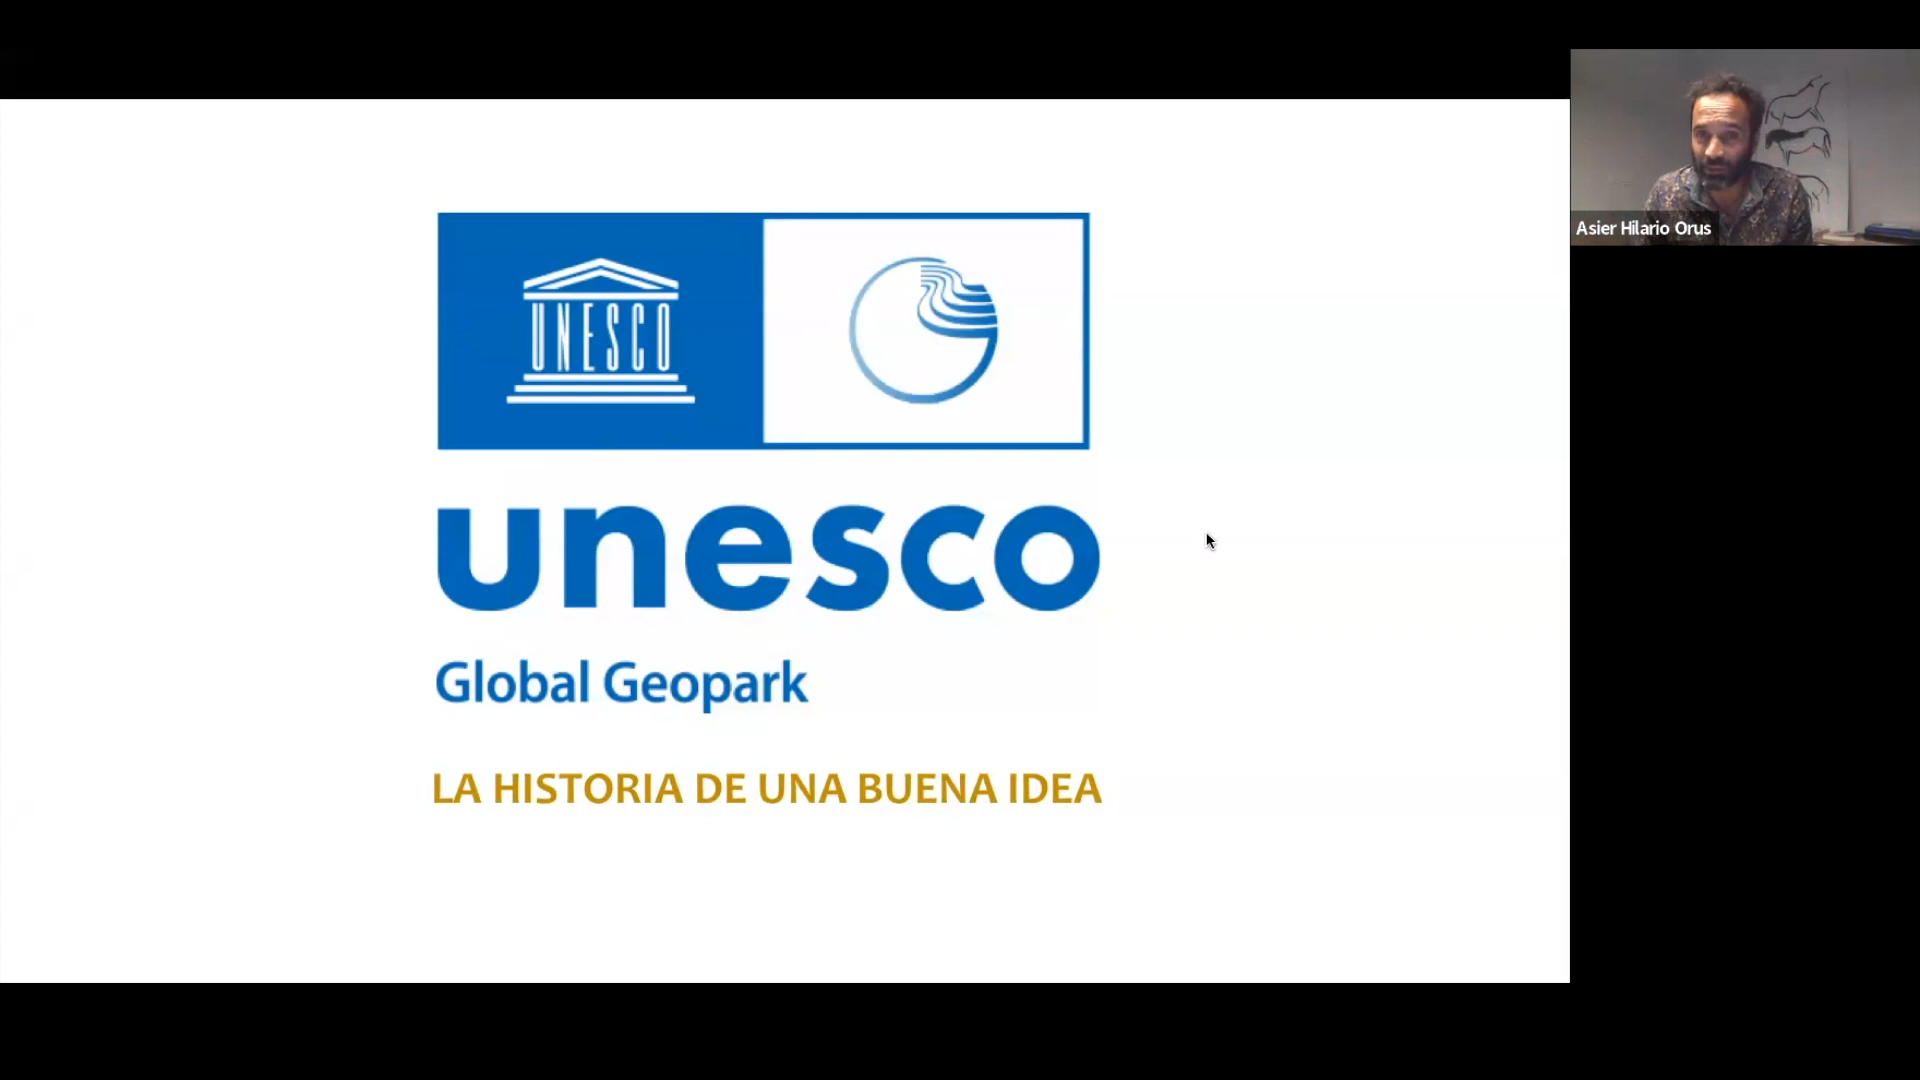 UNESCO
unesco
Global Geopark
LA HISTORIA DE UNA BUENA IDEA
Asier Hilario Orus